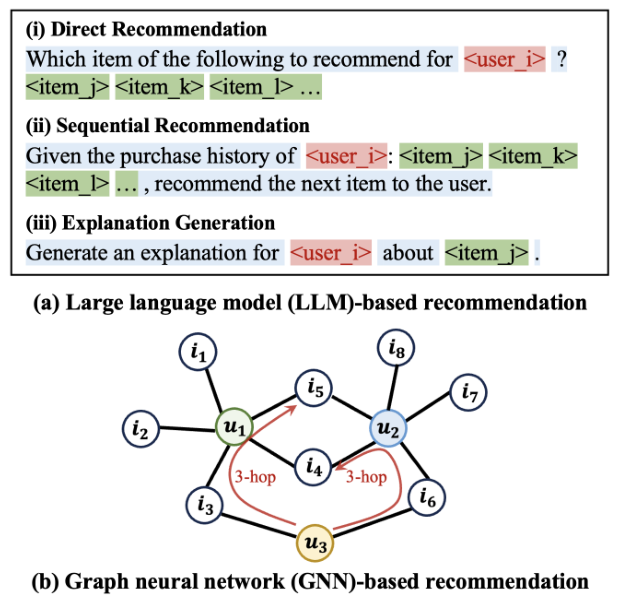 (i) Direct Recommendation
Which item of the following to recommend for <user_i> ?
<item_j> <item_k> <item_l> …
(ii) Sequential Recommendation
Given the purchase history of <user_i>: <item_j> <item_k>
<item_l> … , recommend the next item to the user.
(iii) Explanation Generation
Generate an explanation for <user_i> about <item_j> .
(a) Large language model (LLM)-based recommendation
i1
i8
i5
i7
i2
u1
u2
i4
3-hop
3-hop
i3
i6
u3
(b) Graph neural network (GNN)-based recommendation